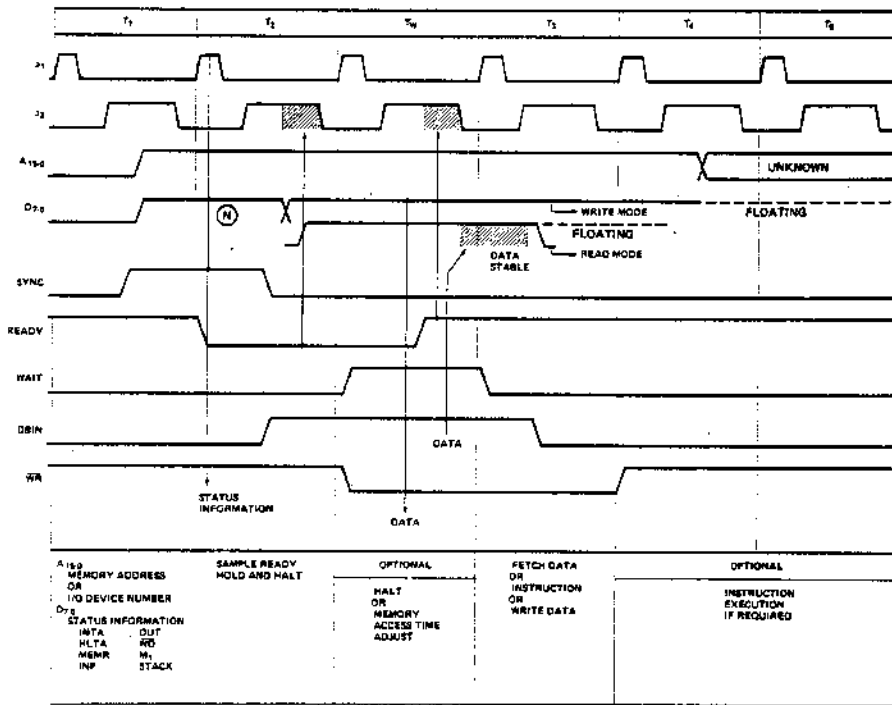 T1 T2 TW T3 T4 T5
ø1
ø2
A15-0
UNKNOWN
D7-0
N
WRITE MODE
FLOATING
FLOATING
DATA
STABLE
READ MODE
SYNC
READY
WAIT
DBIN
DATA
WR
STATUS
INFORMATION
DATA
A15-0
MEMORY ADDRESS
OR
I/O DEVICE NUMBER
D7-0
STATUS INFORMATION
INTA OUT
HLTA WO
MEMR M1
INP STACK
SAMPLE READY
HOLD AND HALT
OPTIONAL
HALT
OR
MEMORY
ACCESS TIME
ADJUST
FETCH DATA
OR
INSTRUCTION
OR
WRITE DATA
OPTIONAL
INSTRUCTION
EXECUTION
IF REQUIRED